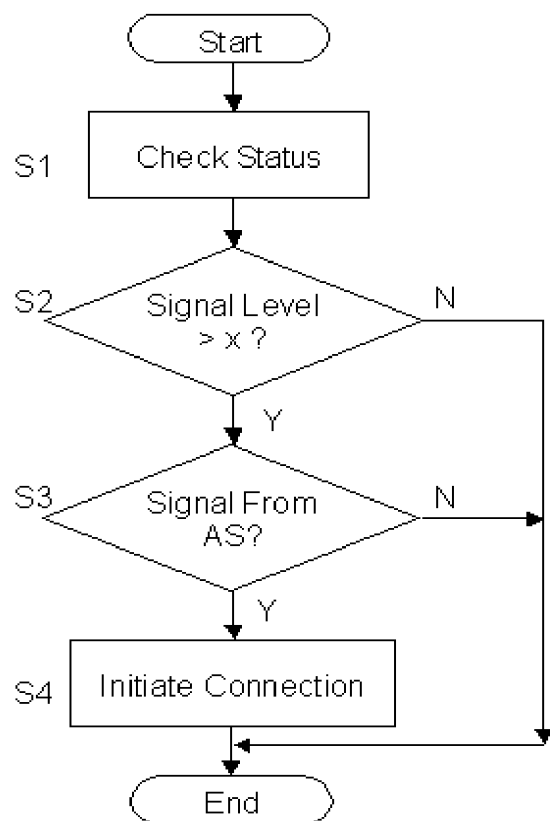 Start
S1
Check Status
S2
Signal Level
> x ?
N
Y
S3
Signal From
AS?
N
Y
S4
Initiate Connection
End